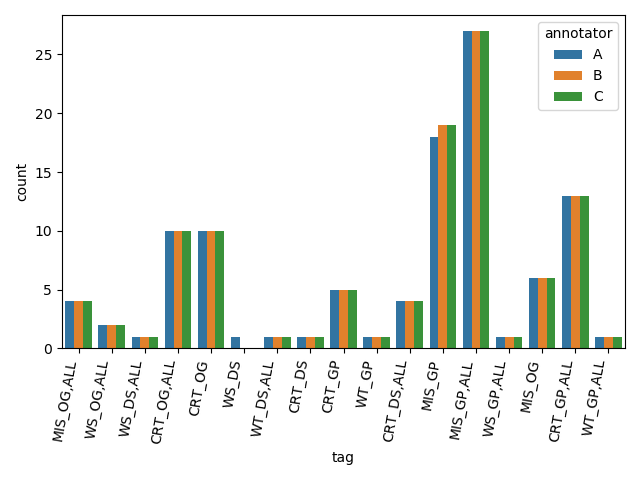 annotator
A
B
C
25
20
15
10
5
0
count
MIS_OG,ALL
WS_OG,ALL
WS_DS,ALL
CRT_OG,ALL
CRT_OG
WS_DS
WT_DS,ALL
CRT_DS
CRT_GP
WT_GP
CRT_DS,ALL
MIS_GP
MIS_GP,ALL
WS_GP,ALL
MIS_OG
CRT_GP,ALL
WT_GP,ALL
tag